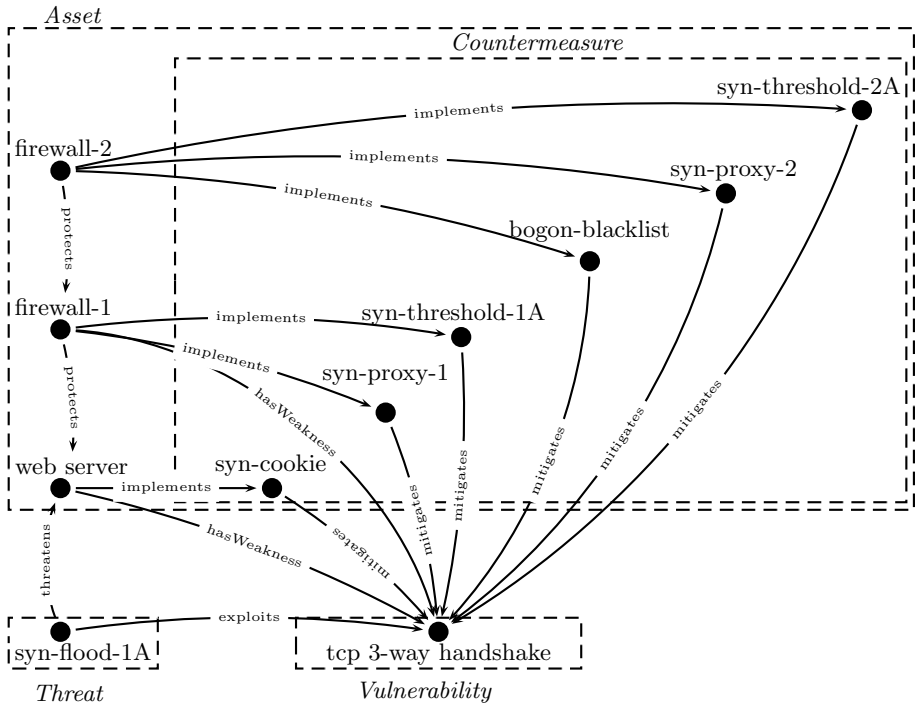 Asset
Countermeasure
syn-threshold-2A
implements
firewall-2
implements
syn-proxy-2
implements
protects
bogon-blacklist
firewall-1
implements
syn-threshold-1A
implements
syn-proxy-1
protects
hasWeakness
mitigates
mitigates
mitigates
web server
implements
syn-cookie
mitigates
mitigates
hasWeakness
mitigates
threatens
exploits
syn-flood-1A
tcp 3-way handshake
Threat
Vulnerability